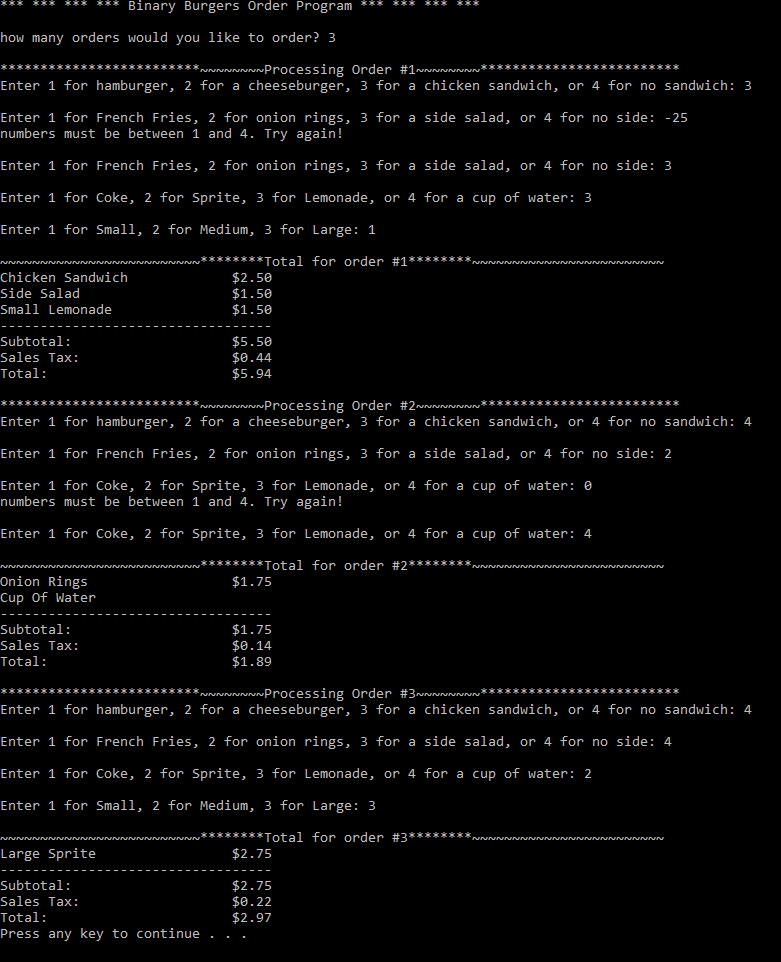 *** *** *** *** Binary Burgers Order Program *** *** *** ***
how many orders would you like to order? 3
*************************~~~~~~~~Processing Order #1~~~~~~~~*************************
Enter 1 for hamburger, 2 for a cheeseburger, 3 for a chicken sandwich, or 4 for no sandwich: 3
Enter 1 for French Fries, 2 for onion rings, 3 for a side salad, or 4 for no side: -25
numbers must be between 1 and 4. Try again!
Enter 1 for French Fries, 2 for onion rings, 3 for a side salad, or 4 for no side: 3
Enter 1 for Coke, 2 for Sprite, 3 for Lemonade, or 4 for a cup of water: 3
Enter 1 for Small, 2 for Medium, 3 for Large: 1
~~~~~~~~~~~~~~~~~~~~~~~~~********Total for order #1********~~~~~~~~~~~~~~~~~~~~~~~~
Chicken Sandwich             $2.50
Side Salad                   $1.50
Small Lemonade               $1.50
----------------------------------
Subtotal:                    $5.50
Sales Tax:                   $0.44
Total:                       $5.94
*************************~~~~~~~~Processing Order #2~~~~~~~~*************************
Enter 1 for hamburger, 2 for a cheeseburger, 3 for a chicken sandwich, or 4 for no sandwich: 4
Enter 1 for French Fries, 2 for onion rings, 3 for a side salad, or 4 for no side: 2
Enter 1 for Coke, 2 for Sprite, 3 for Lemonade, or 4 for a cup of water: 0
numbers must be between 1 and 4. Try again!
Enter 1 for Coke, 2 for Sprite, 3 for Lemonade, or 4 for a cup of water: 4
~~~~~~~~~~~~~~~~~~~~~~~~~********Total for order #2********~~~~~~~~~~~~~~~~~~~~~~~~
Onion Rings                  $1.75
Cup Of Water
----------------------------------
Subtotal:                    $1.75
Sales Tax:                   $0.14
Total:                       $1.89
*************************~~~~~~~~Processing Order #3~~~~~~~~*************************
Enter 1 for hamburger, 2 for a cheeseburger, 3 for a chicken sandwich, or 4 for no sandwich: 4
Enter 1 for French Fries, 2 for onion rings, 3 for a side salad, or 4 for no side: 4
Enter 1 for Coke, 2 for Sprite, 3 for Lemonade, or 4 for a cup of water: 2
Enter 1 for Small, 2 for Medium, 3 for Large: 3
~~~~~~~~~~~~~~~~~~~~~~~~~********Total for order #3********~~~~~~~~~~~~~~~~~~~~~~~~
Large Sprite                 $2.75
----------------------------------
Subtotal:                    $2.75
Sales Tax:                   $0.22
Total:                       $2.97
Press any key to continue . . .